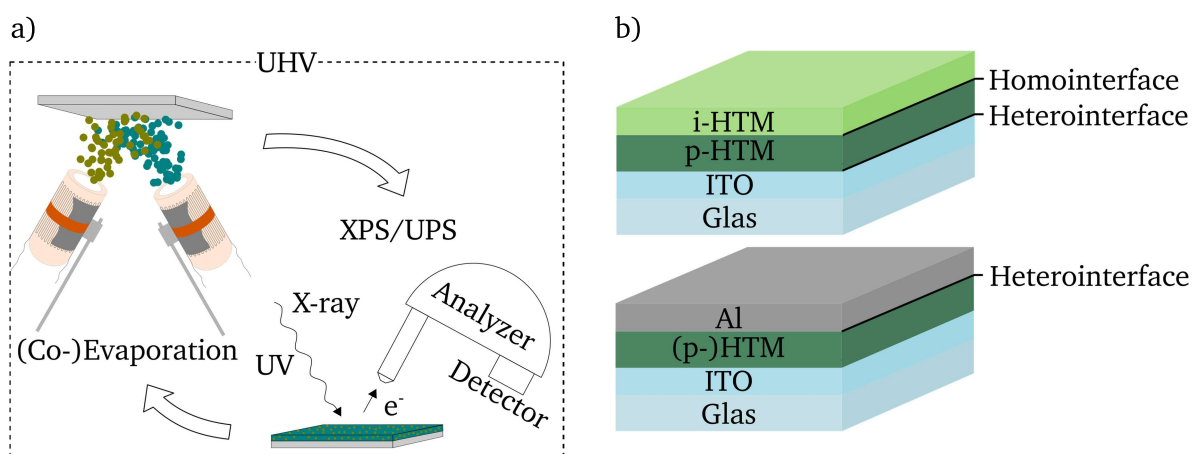 a)
UHV
XPS/UPS
X-ray
UV
Analyzer
Detector
e-
(Co-)Evaporation
b)
i-HTM
p-HTM
ITO
Glas
Homointerface
Heterointerface
Al
(p-)HTM
ITO
Glas
Heterointerface